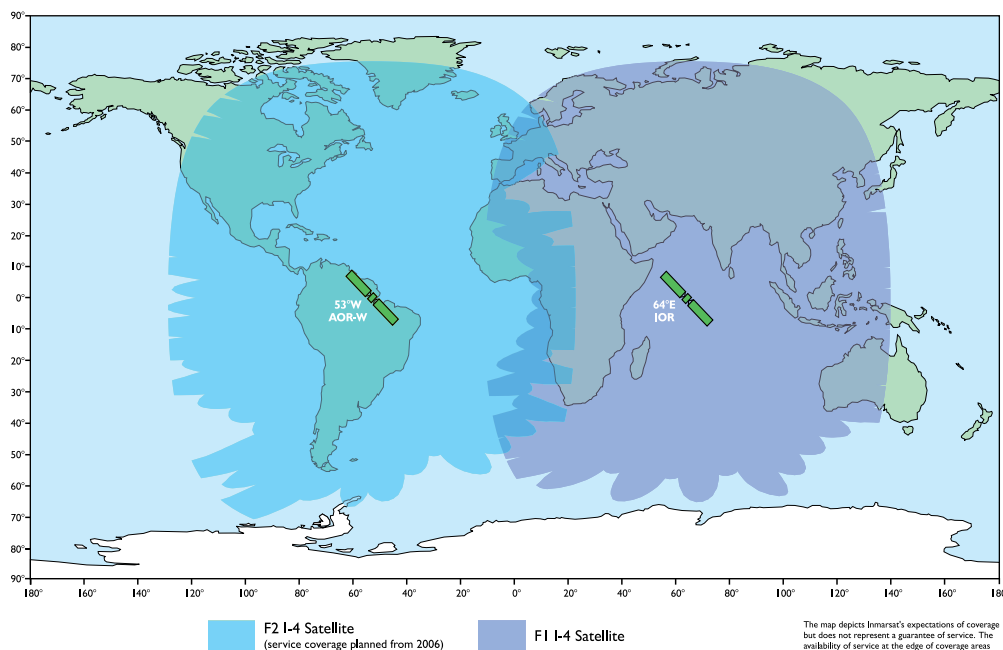 90°
80°
70°
60°
50°
40°
30°
20°
10°
0°
10°
20°
30°
40°
50°
60°
70°
80°
90°
53°W
AOR-W
64°E
IOR
180° 160° 140° 120° 100° 80° 60° 40° 20° 0° 20° 40° 60° 80° 100° 120° 140° 160° 180
F2 I-4 Satellite
(service coverage planned from 2006)
F1 I-4 Satellite
The map depicts Inmarsat's expectations of coverage
but does not represent a guarantee of service. The
availability of service at the edge of coverage areas